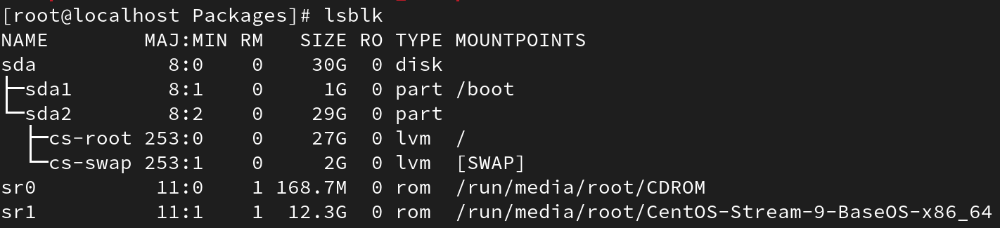 [root@localhost Packages]# lsblk
NAME        MAJ:MIN RM   SIZE RO TYPE MOUNTPOINTS
sda           8:0    0    30G  0 disk
├─sda1        8:1    0     1G  0 part /boot
└─sda2        8:2    0    29G  0 part
  ├─cs-root 253:0    0    27G  0 lvm  /
  └─cs-swap 253:1    0     2G  0 lvm  [SWAP]
sr0          11:0    1 168.7M  0 rom  /run/media/root/CDROM
sr1          11:1    1  12.3G  0 rom  /run/media/root/CentOS-Stream-9-BaseOS-x86_64